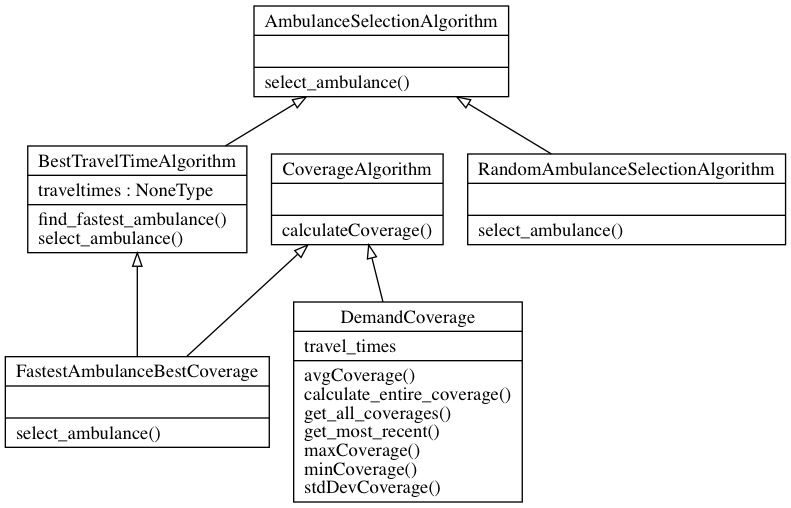 AmbulanceSelectionAlgorithm
select_ambulance()
BestTravelTimeAlgorithm
traveltimes : NoneType
find_fastest_ambulance()
select_ambulance()
CoverageAlgorithm
calculateCoverage()
RandomAmbulanceSelectionAlgorithm
select_ambulance()
FastestAmbulanceBestCoverage
select_ambulance()
DemandCoverage
travel_times
avgCoverage()
calculate_entire_coverage()
get_all_coverages()
get_most_recent()
maxCoverage()
minCoverage()
stdDevCoverage()